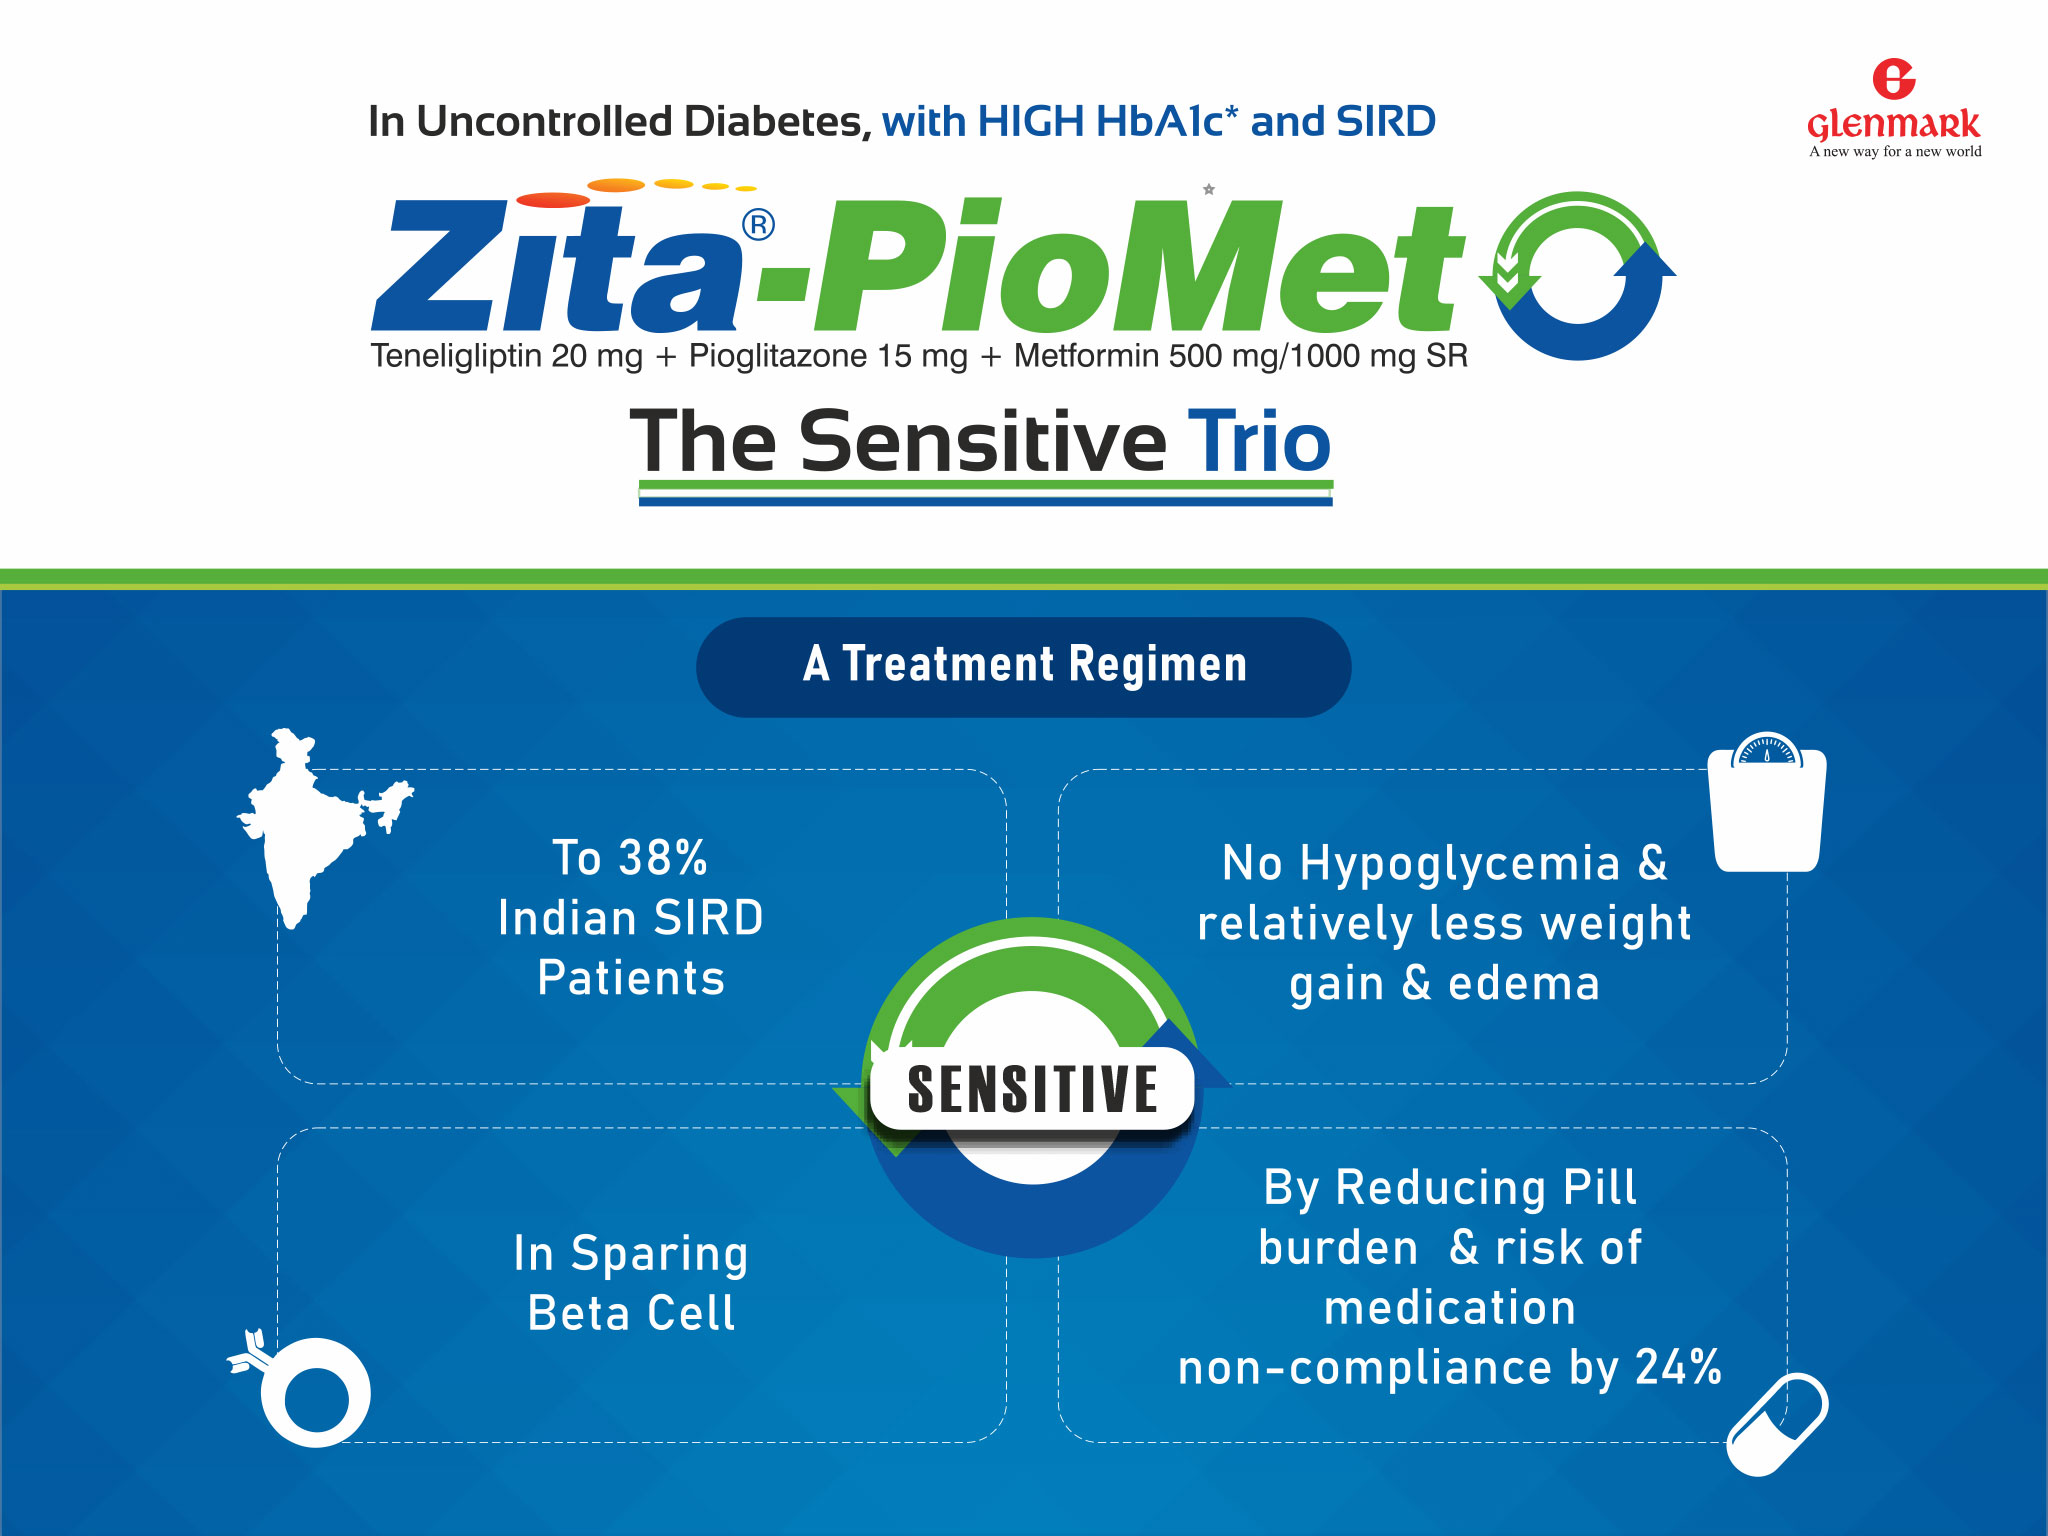 In Uncontrolled Diabetes, with HIGH HbA1c* and SIRD
glenmark
A new way for a new world
Zita®-PioMet
Teneligliptin 20 mg + Pioglitazone 15 mg + Metformin 500 mg/1000 mg SR
The Sensitive Trio
A Treatment Regimen
To 38%
Indian SIRD
Patients
No Hypoglycemia &
relatively less weight
gain & edema
SENSITIVE
In Sparing
Beta Cell
By Reducing Pill
burden & risk of
medication
non-compliance by 24%